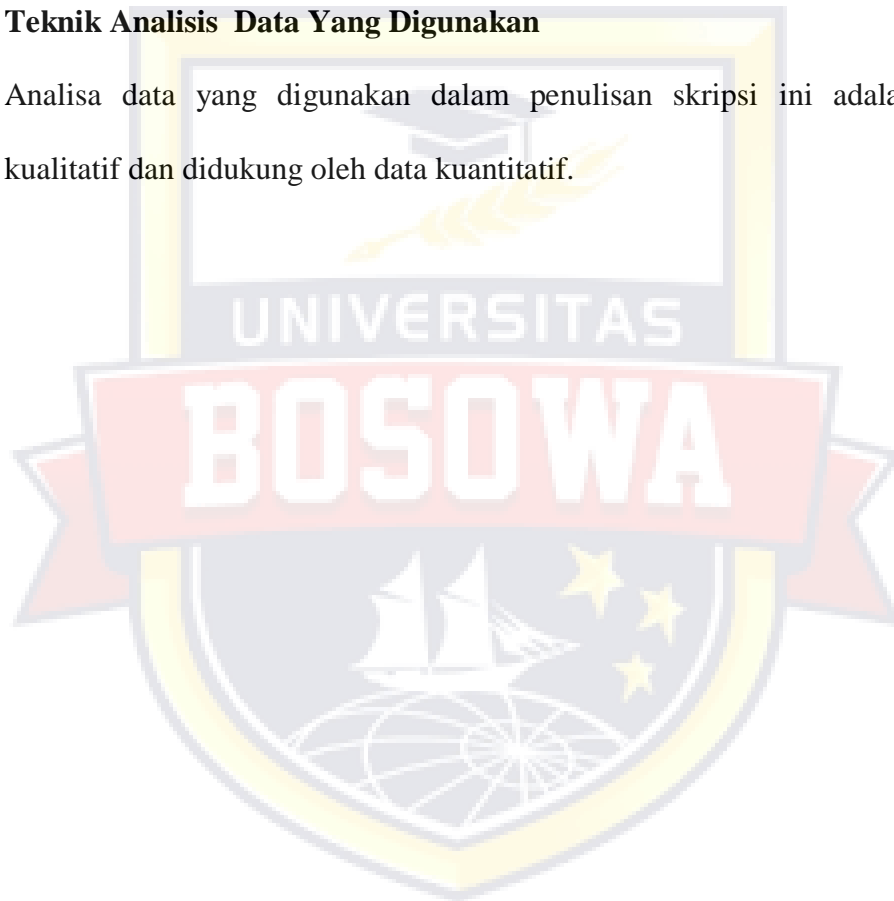 Teknik Analisis Data Yang Digunakan
Analisa data yang digunakan dalam penulisan skripsi ini adala
kualitatif dan didukung oleh data kuantitatif.
UNIVERSITAS
BOSOWA